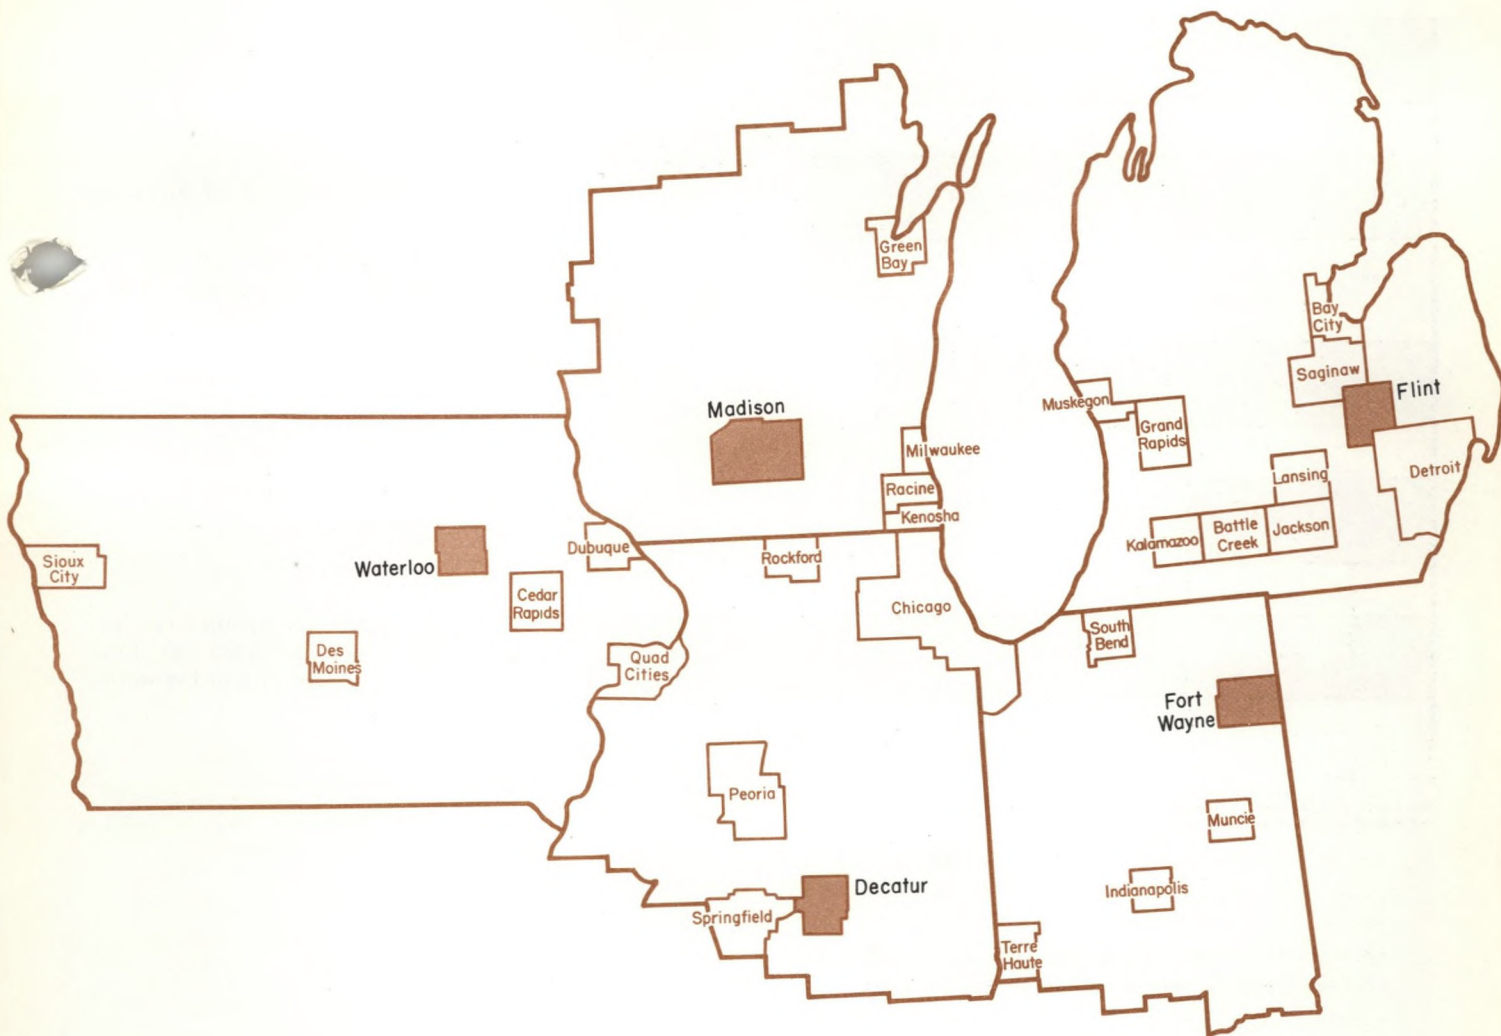 Green
Bay
Bay
City
Saginaw
Flint
Muskegon
Grand
Rapids
Madison
Milwaukee
Lansing
Detroit
Racine
Kenosha
Kalamazoo
Battle
Creek
Jackson
Sioux
City
Waterloo
Dubuque
Rockford
Cedar
Rapids
Chicago
Des
Moines
Quad
Cities
South
Bend
Fort
Wayne
Peoria
Muncie
Decatur
Indianapolis
Springfield
Terre
Haute